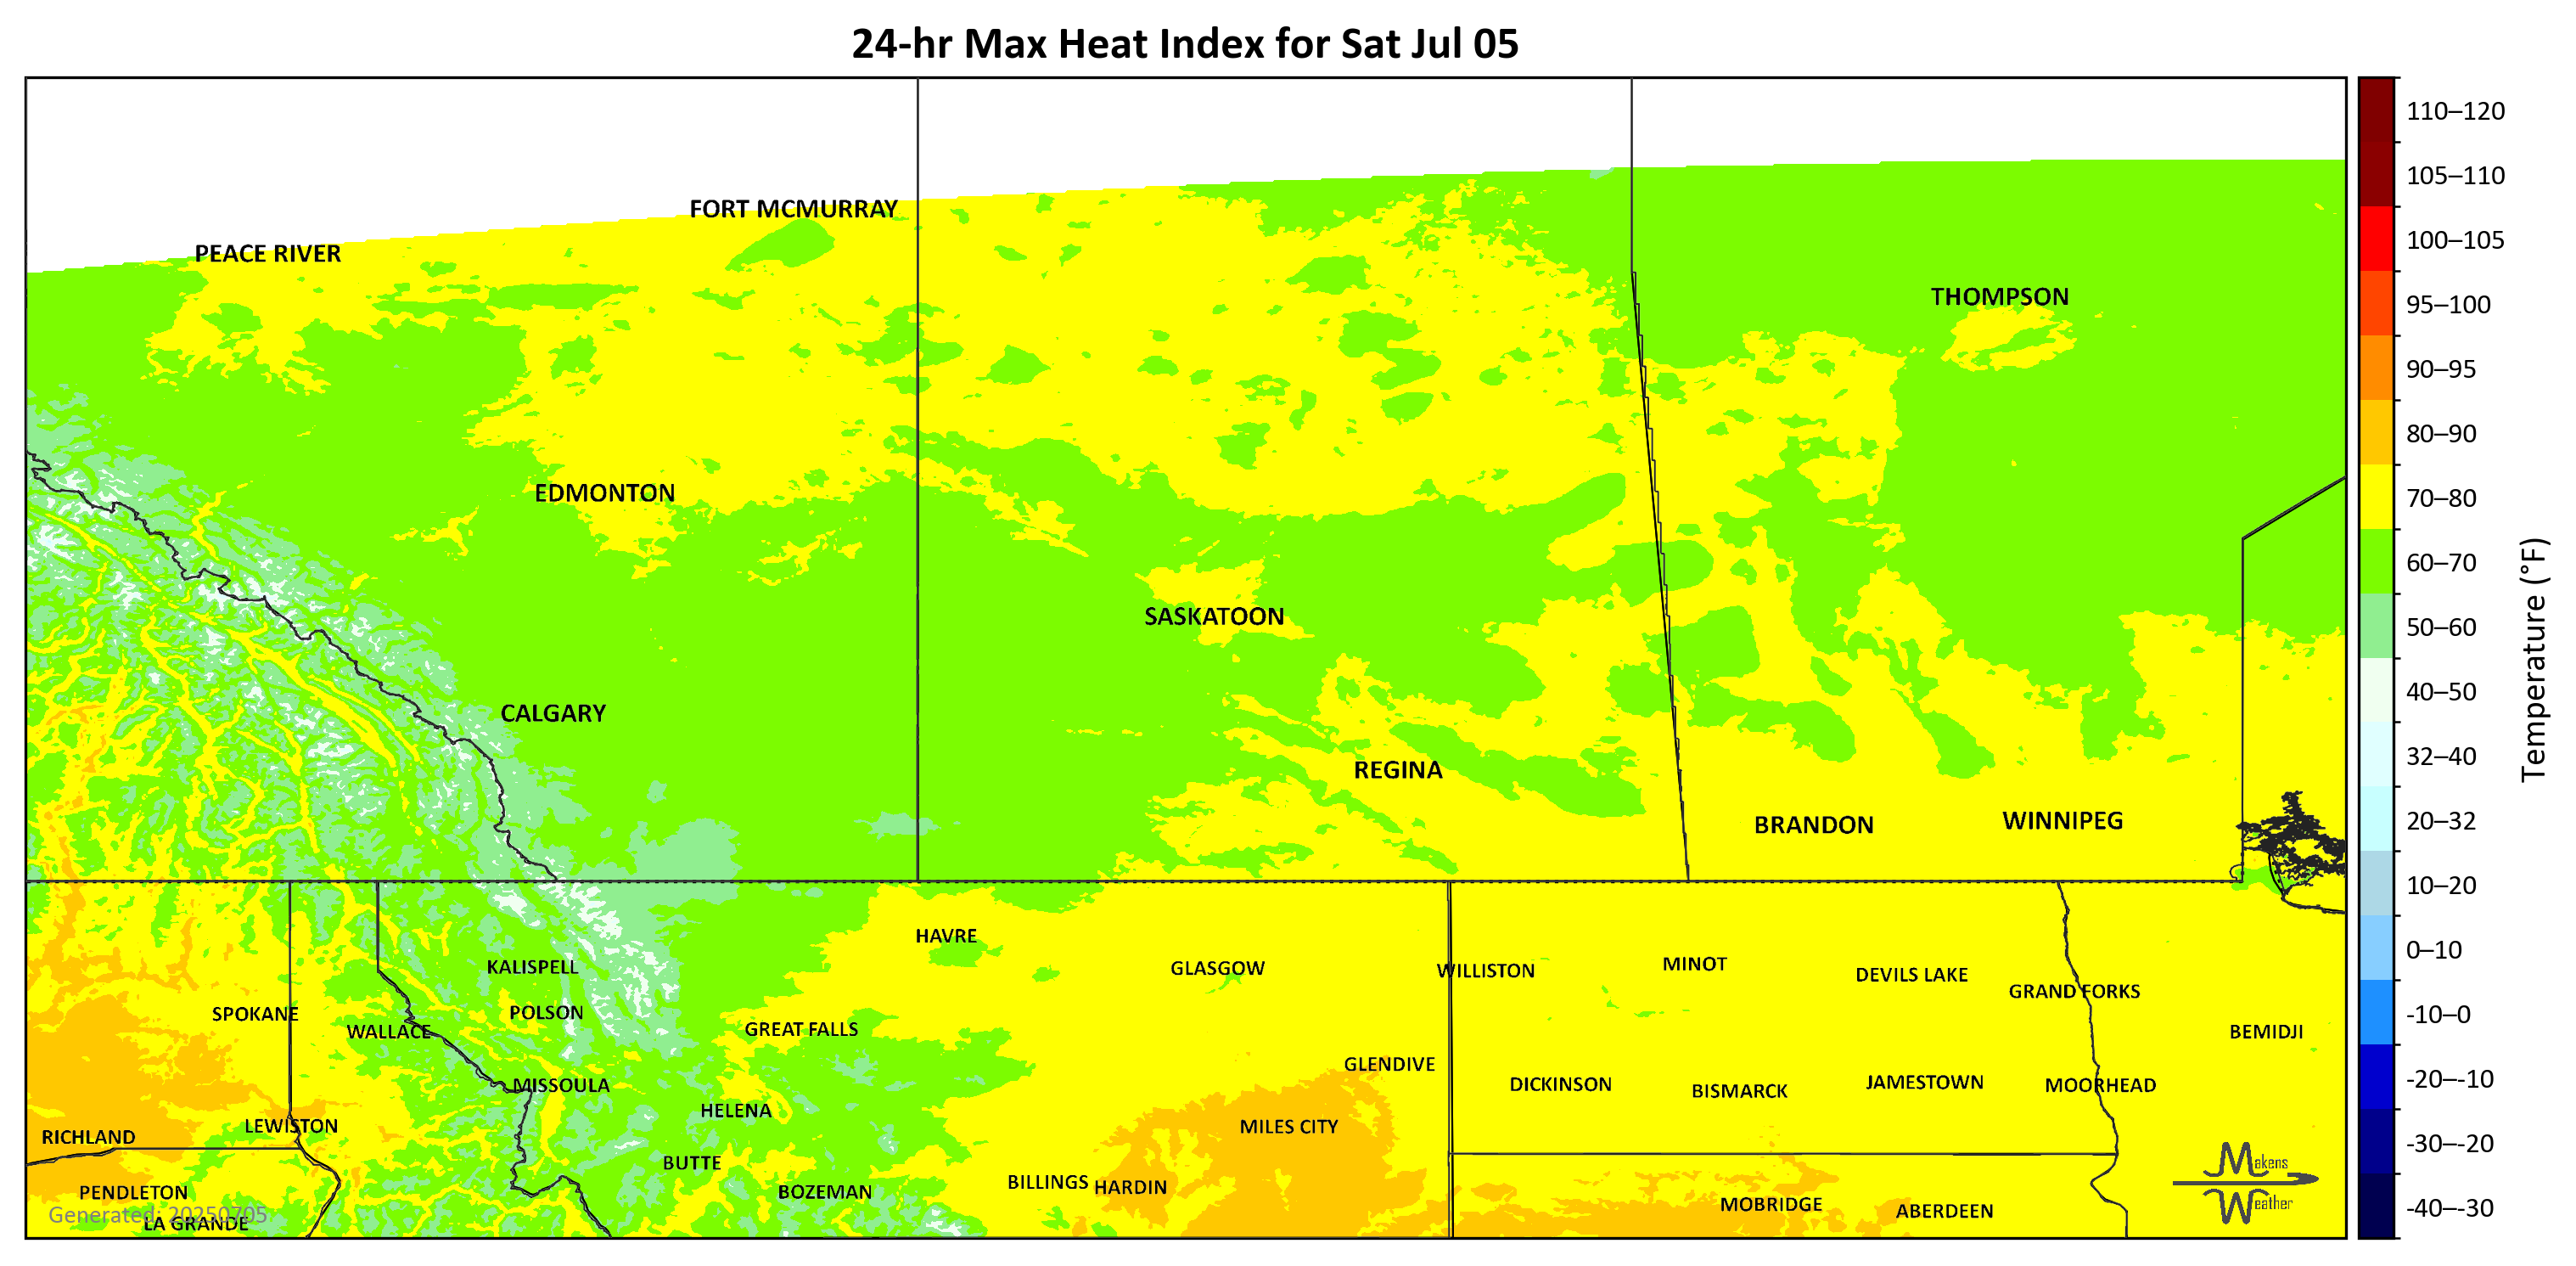 24-hr Max Heat Index for Sat Jul 05
FORT MCMURRAY
PEACE RIVER
THOMPSON
EDMONTON
SASKATOON
CALGARY
REGINA
BRANDON
WINNIPEG
HAVRE
KALISPELL
GLASGOW
WILLISTON
MINOT
DEVILS LAKE
GRAND FORKS
SPOKANE
POLSON
WALLACE
GREAT FALLS
BEMIDJI
GLENDIVE
MISSOULA
DICKINSON
BISMARCK
JAMESTOWN
MOORHEAD
HELENA
LEWISTON
MILES CITY
RICHLAND
BUTTE
PENDLETON
BOZEMAN
BILLINGS
HARDIN
MOBRIDGE
ABERDEEN
Generated: 20250705
LA GRANDE
Makens
Weather
110–120
105–110
100–105
95–100
90–95
80–90
70–80
60–70
50–60
40–50
32–40
20–32
10–20
0–10
-10–0
-20–-10
-30–-20
-40–-30
Temperature (°F)